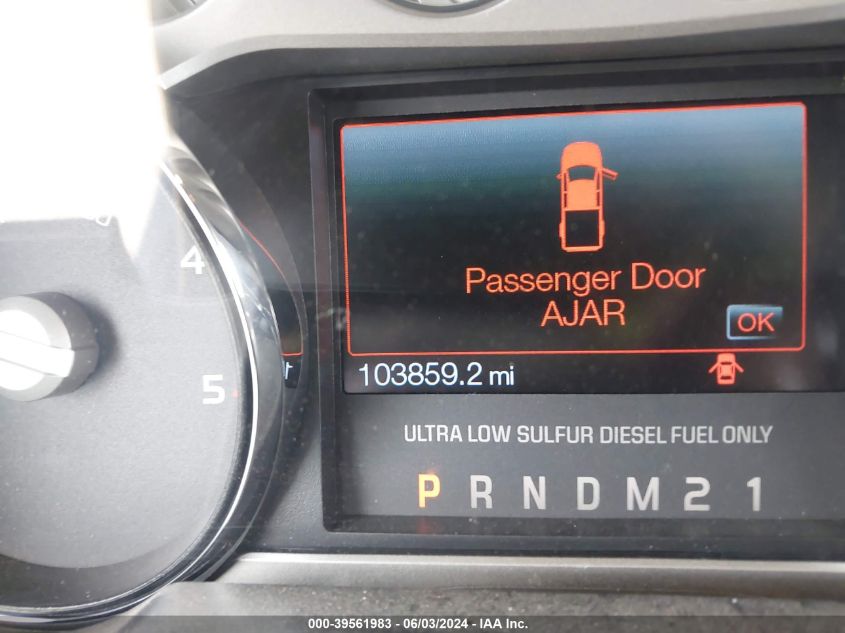 4
5
Passenger Door
AJAR
OK
103859.2 mi
ULTRA LOW SULFUR DIESEL FUEL ONLY
P R N D M 2 1
000-39561983 - 06/03/2024 - IAA Inc.